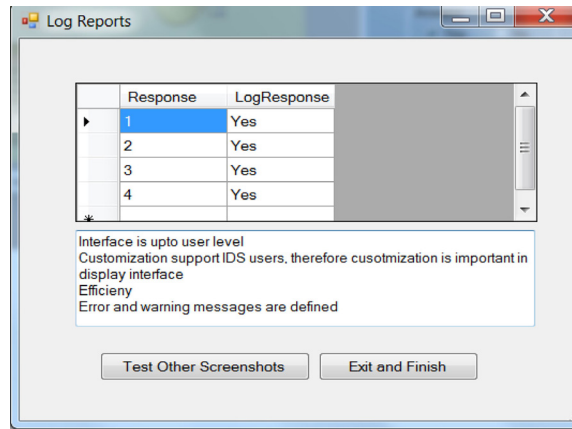 Log Reports
Response LogResponse
1 Yes
2 Yes
3 Yes
4 Yes
*
Interface is upto user level
Customization support IDS users, therefore cusotmization is important in
display interface
Efficieny
Error and warning messages are defined
Test Other Screenshots Exit and Finish